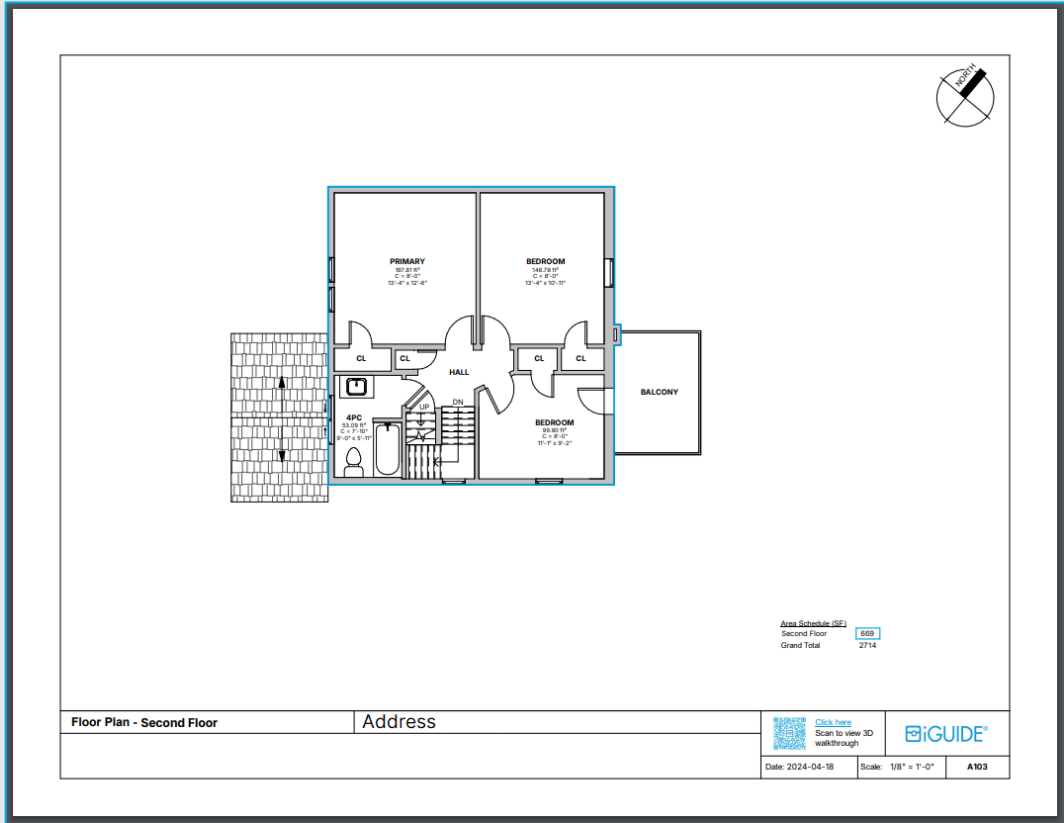 NORTH
PRIMARY
167.81 ft²
C = 8'-0"
13'-4" x 12'-6"
BEDROOM
146.78 ft²
C = 8'-0"
13'-4" x 10'-11"
CL
CL
HALL
CL
CL
BALCONY
4PC
53.09 ft²
C = 7'-10"
9'-0" x 5'-11"
UP
DN
BEDROOM
99.80 ft²
C = 8'-0"
11'-1" x 9'-2"
Area Schedule (SF)
Second Floor 669
Grand Total 2714
Floor Plan - Second Floor
Address
Click here
Scan to view 3D
walkthrough
iGUIDE®
Date: 2024-04-18
Scale: 1/8" = 1'-0"
A103